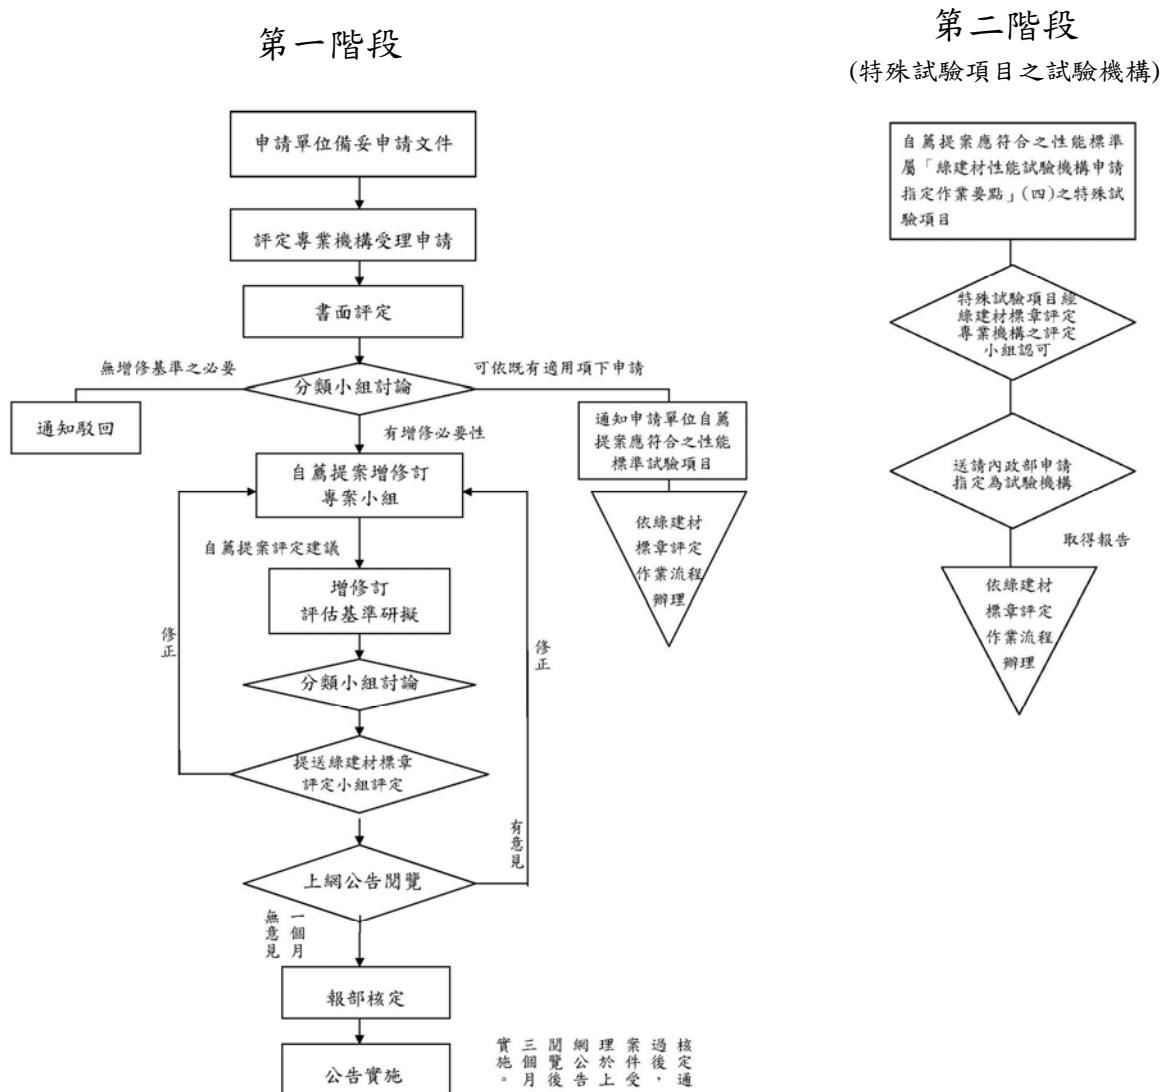 第一階段
申請單位備妥申請文件
評定專業機構受理申請
書面評定
無增修基準之必要
分類小組討論
可依既有適用項下申請
通知駁回
有增修必要性
通知申請單位自薦
提案應符合之性能
標準試驗項目
自薦提案增修訂
專案小組
依綠建材
標章評定
作業流程
辦理
自薦提案評定建議
增修訂
評估基準研擬
修正
修正
分類小組討論
提送綠建材標章
評定小組評定
有意見
上網公告閱覽
一個月
無意見
報部核定
公告實施
核定通
過後，
案件受
理於上
網公告
閱覽後
三個月
實施。
第二階段
(特殊試驗項目之試驗機構)
自薦提案應符合之性能標準
屬「綠建材性能試驗機構申請
指定作業要點」(四)之特殊試
驗項目
特殊試驗項目經
綠建材標章評定
專業機構之評定
小組認可
送請內政部申請
指定為試驗機構
取得報告
依綠建材
標章評定
作業流程
辦理